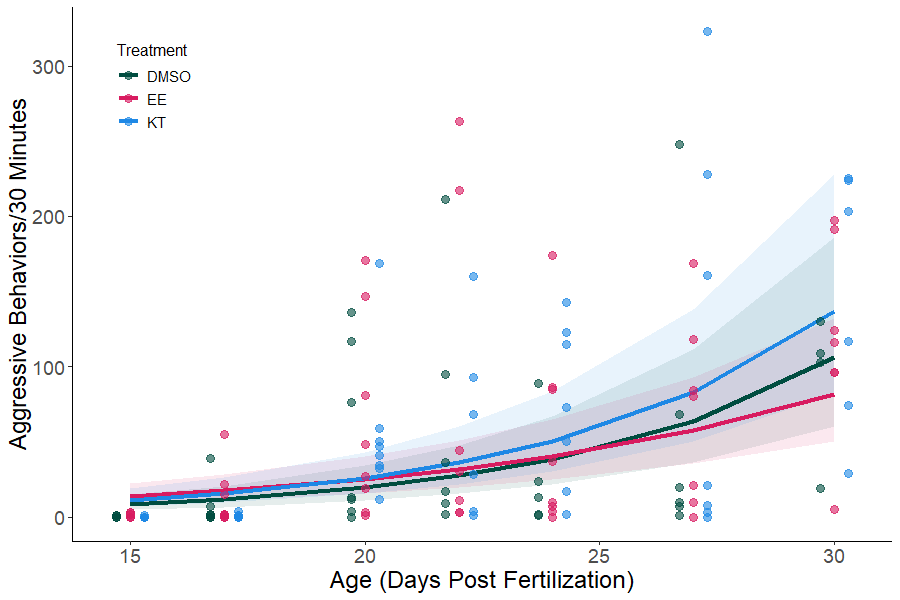 Treatment
DMSO
EE
KT
300
200
100
0
Aggressive Behaviors/30 Minutes
15
20
25
30
Age (Days Post Fertilization)